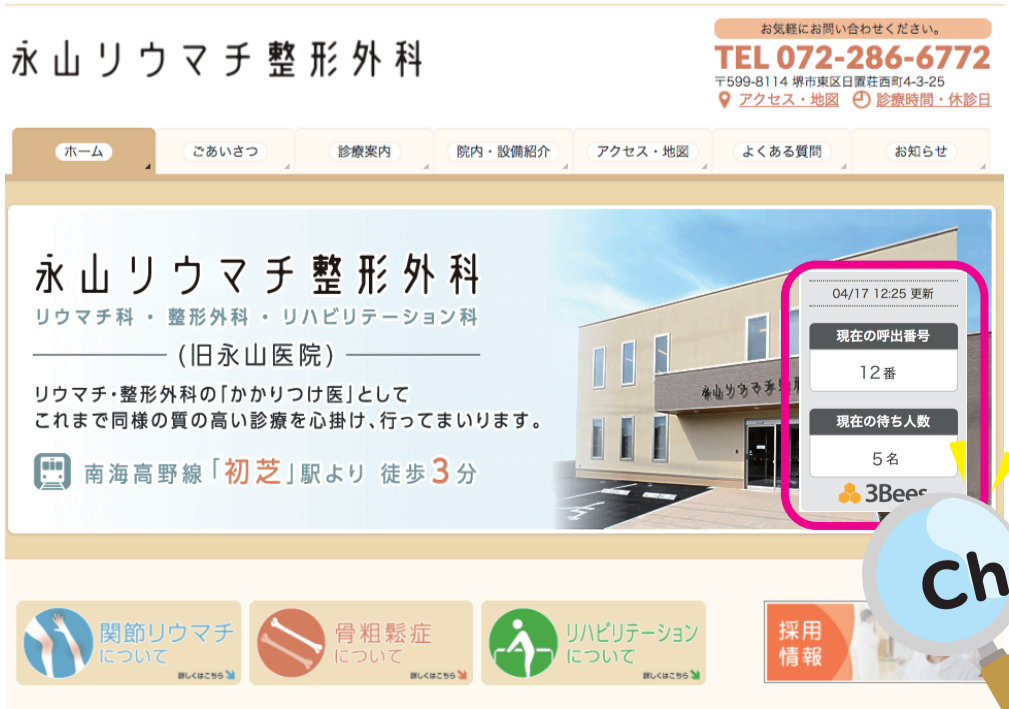 永山リウマチ整形外科
お気軽にお問い合わせください。
TEL 072-286-6772
〒599-8114 堺市東区日置荘西町4-3-25
アクセス・地図 診療時間・休診日
ホーム ごあいさつ 診療案内 院内・設備紹介 アクセス・地図 よくある質問 お知らせ
永山リウマチ整形外科
リウマチ科・整形外科・リハビリテーション科
(旧永山医院)
リウマチ・整形外科の「かかりつけ医」として
これまで同様の質の高い診療を心掛け、行ってまいります。
南海高野線「初芝」駅より 徒歩3分
永山リウマチ整形
04/17 12:25 更新
現在の呼出番号
12番
現在の待ち人数
5名
3Bees
Ch
関節リウマチ
について
詳しくはこちら
骨粗鬆症
について
詳しくはこちら
リハビリテーション
について
詳しくはこちら
採用
情報